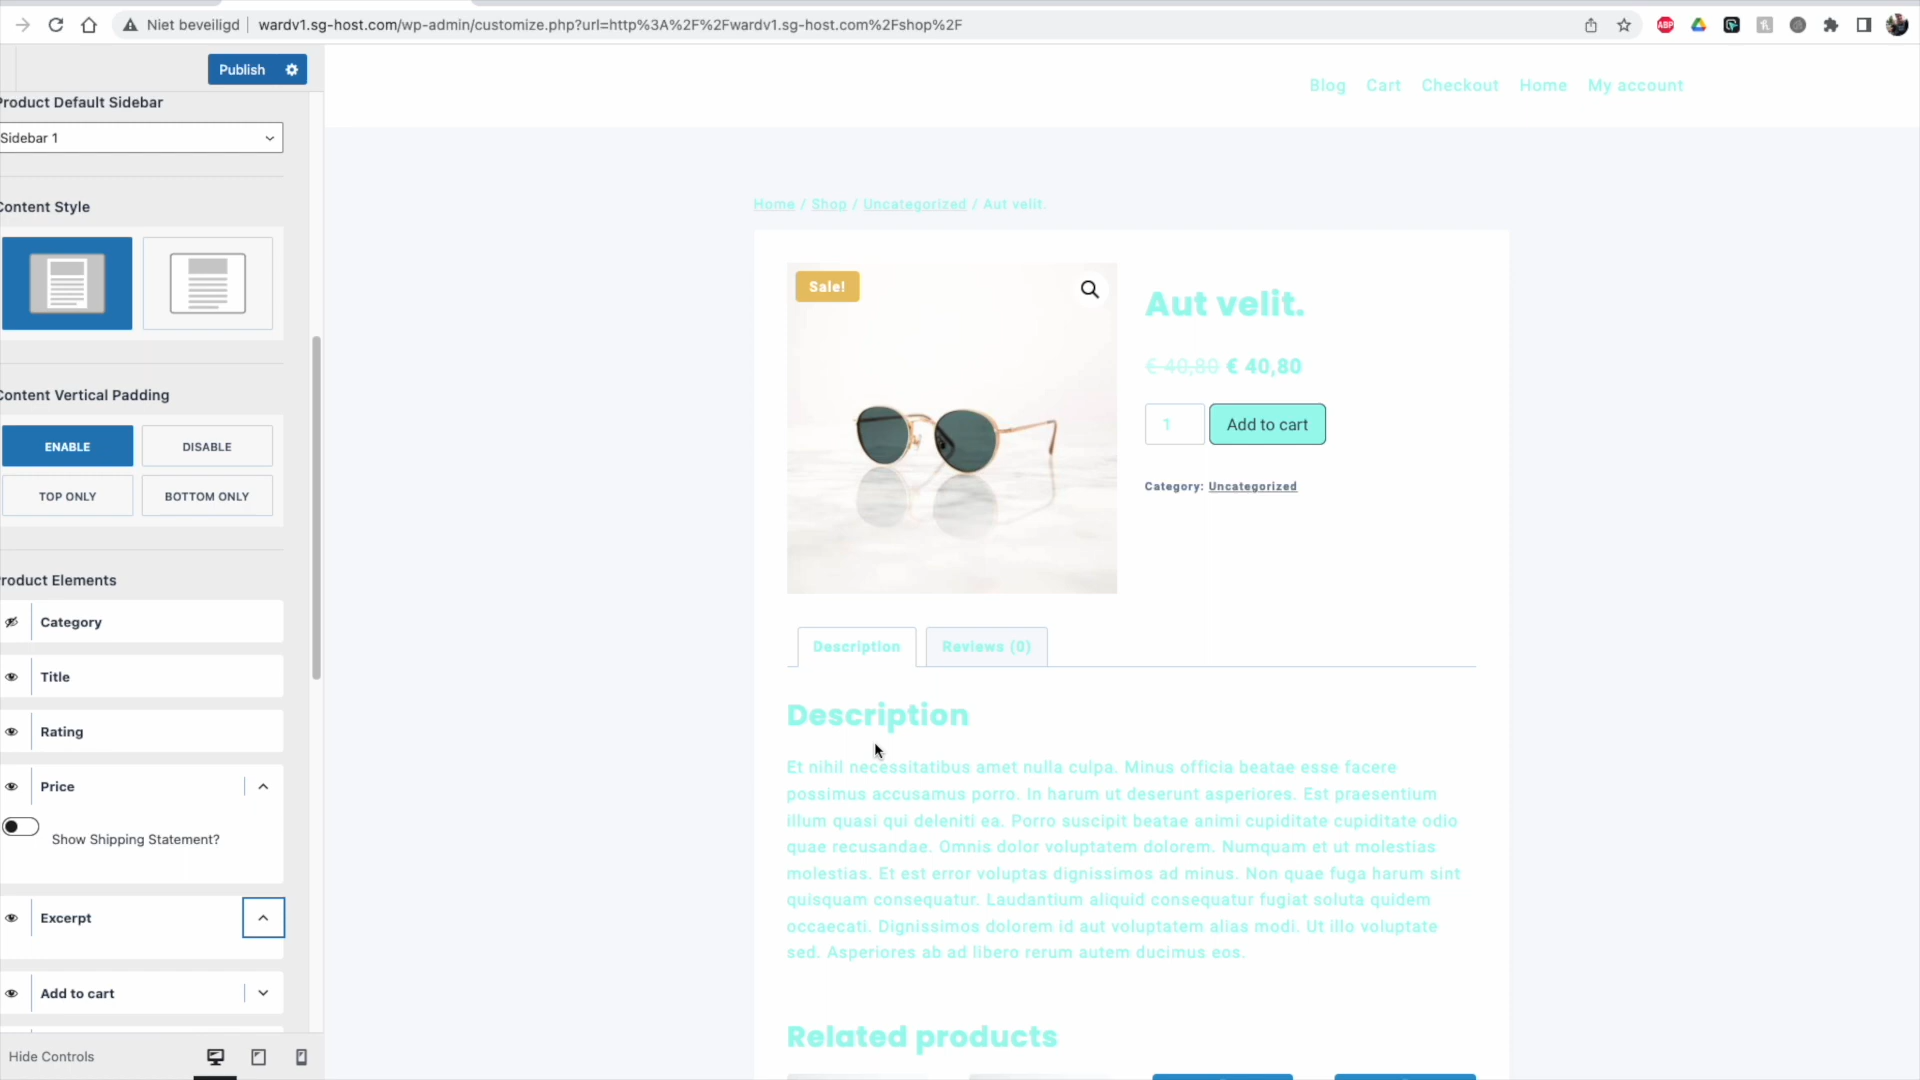 Niet beveiligd
wardv1.sg-host.com/wp-admin/customize.php?url=http%3A%2F%2Fwardv1.sg-host.com%2Fshop%2F
ABP
Publish
Blog Cart Checkout Home My account
Product Default Sidebar
Sidebar 1
Content Style
Content Vertical Padding
ENABLE DISABLE
TOP ONLY BOTTOM ONLY
roduct Elements
Category
Title
Rating
Price
Show Shipping Statement?
Excerpt
Add to cart
Hide Controls
Home / Shop / Uncategorized / Aut velit.
Sale!
Aut velit.
€ 40,80 € 40,80
1 Add to cart
Category: Uncategorized
Description Reviews (0)
Description
Et nihil necessitatibus amet nulla culpa. Minus officia beatae esse facere
possimus accusamus porro. In harum ut deserunt asperiores. Est praesentium
illum quasi qui deleniti ea. Porro suscipit beatae animi cupiditate cupiditate odio
quae recusandae. Omnis dolor voluptatem dolorem. Numquam et ut molestias
molestias. Et est error voluptas dignissimos ad minus. Non quae fuga harum sint
quisquam consequatur. Laudantium aliquid consequatur fugiat soluta quidem
occaecati. Dignissimos dolorem id aut voluptatem alias modi. Ut illo voluptate
sed. Asperiores ab ad libero rerum autem ducimus eos.
Related products